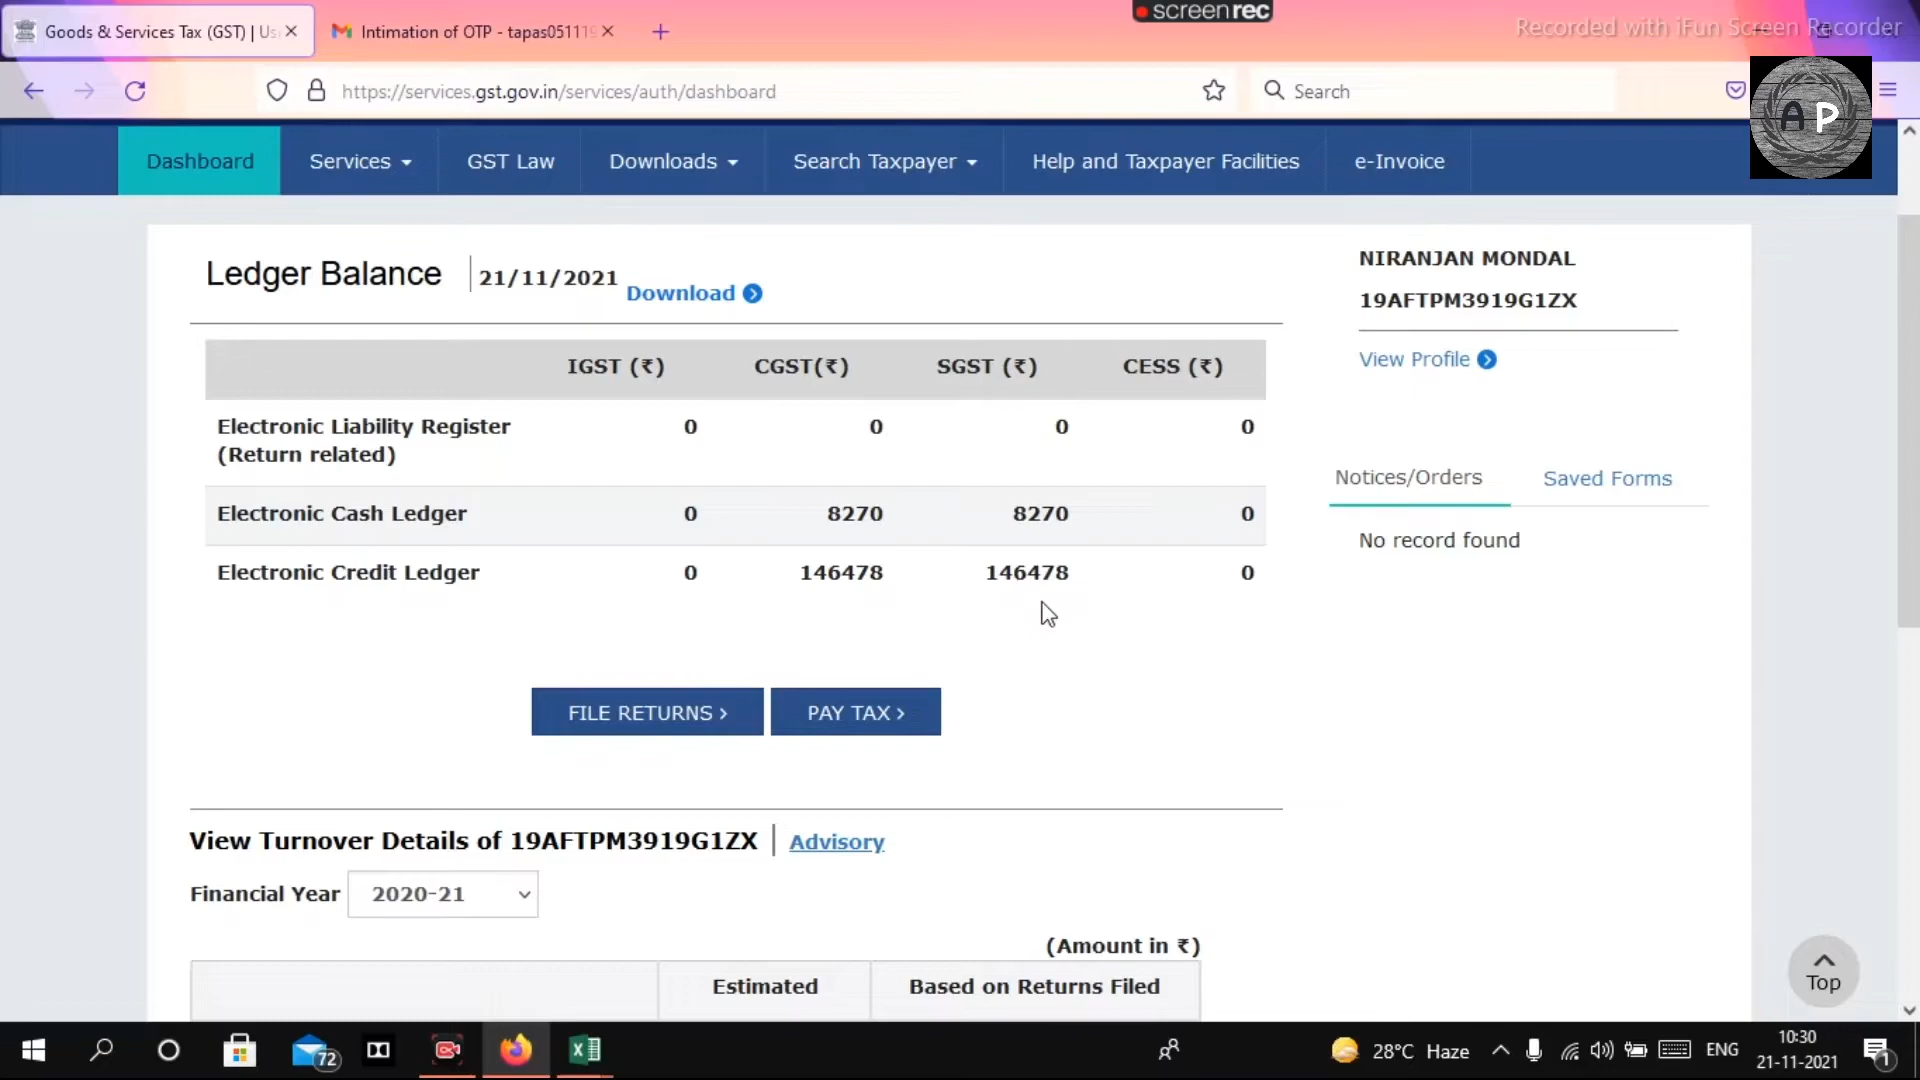 screenrec
Recorded with iFun Screen Recorder
Goods & Services Tax (GST) | Us
Intimation of OTP - tapas051119
https://services.gst.gov.in/services/auth/dashboard
Search
A P
Dashboard
Services
GST Law
Downloads
Search Taxpayer
Help and Taxpayer Facilities
e-Invoice
Ledger Balance
21/11/2021
Download
NIRANJAN MONDAL
19AFTPM3919G1ZX
View Profile
IGST (₹) CGST(₹) SGST (₹) CESS (₹)
Electronic Liability Register 0 0 0 0
(Return related)
Electronic Cash Ledger 0 8270 8270 0
Electronic Credit Ledger 0 146478 146478 0
Notices/Orders
Saved Forms
No record found
FILE RETURNS >
PAY TAX >
View Turnover Details of 19AFTPM3919G1ZX
Advisory
Financial Year 2020-21
(Amount in ₹)
Estimated
Based on Returns Filed
Top
72
28°C Haze
ENG
10:30
21-11-2021
1